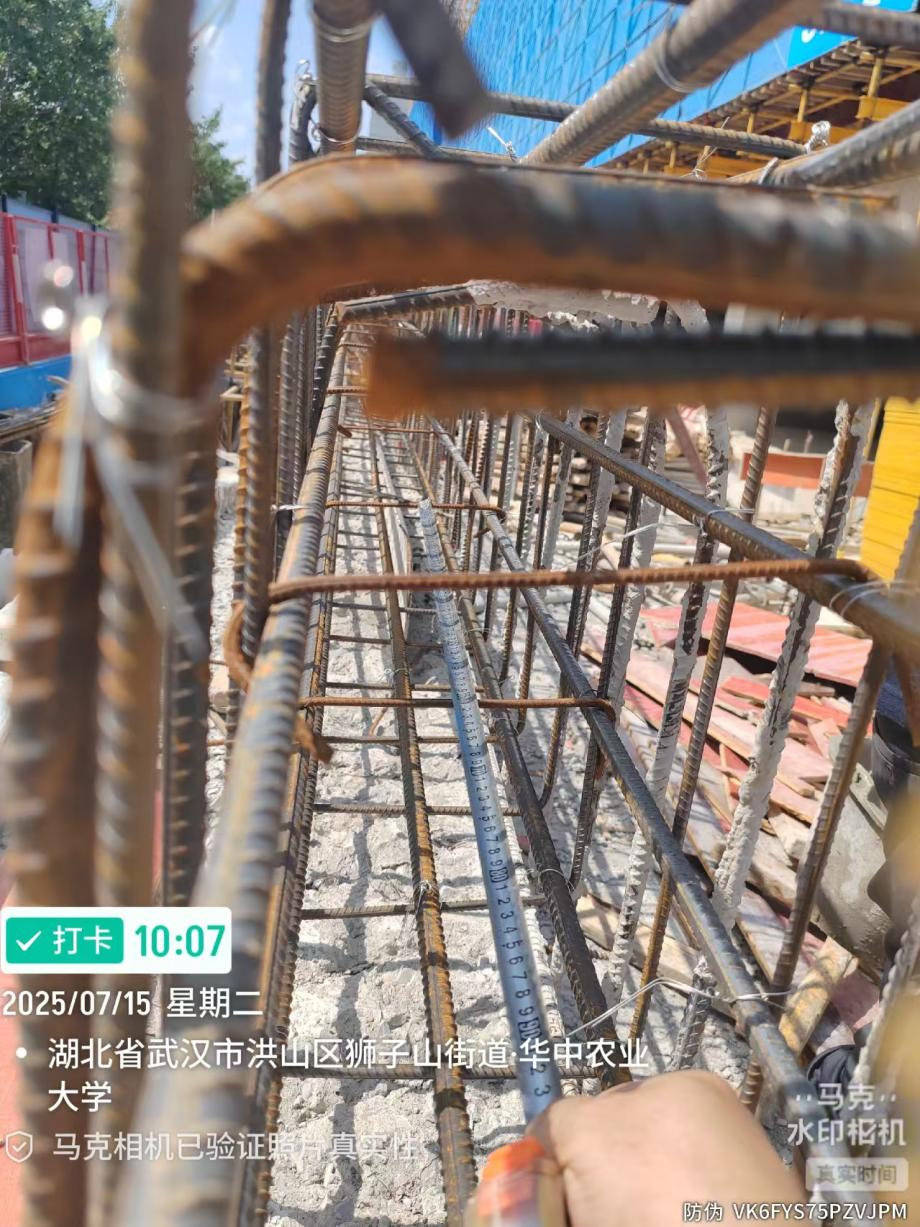 打卡 10:07
2025/07/15 星期二
湖北省武汉市洪山区狮子山街道·华中农业
大学
马克相机已验证照片真实性
马克
水印相机
真实时间
防伪 VK6FYS75PZVJPM